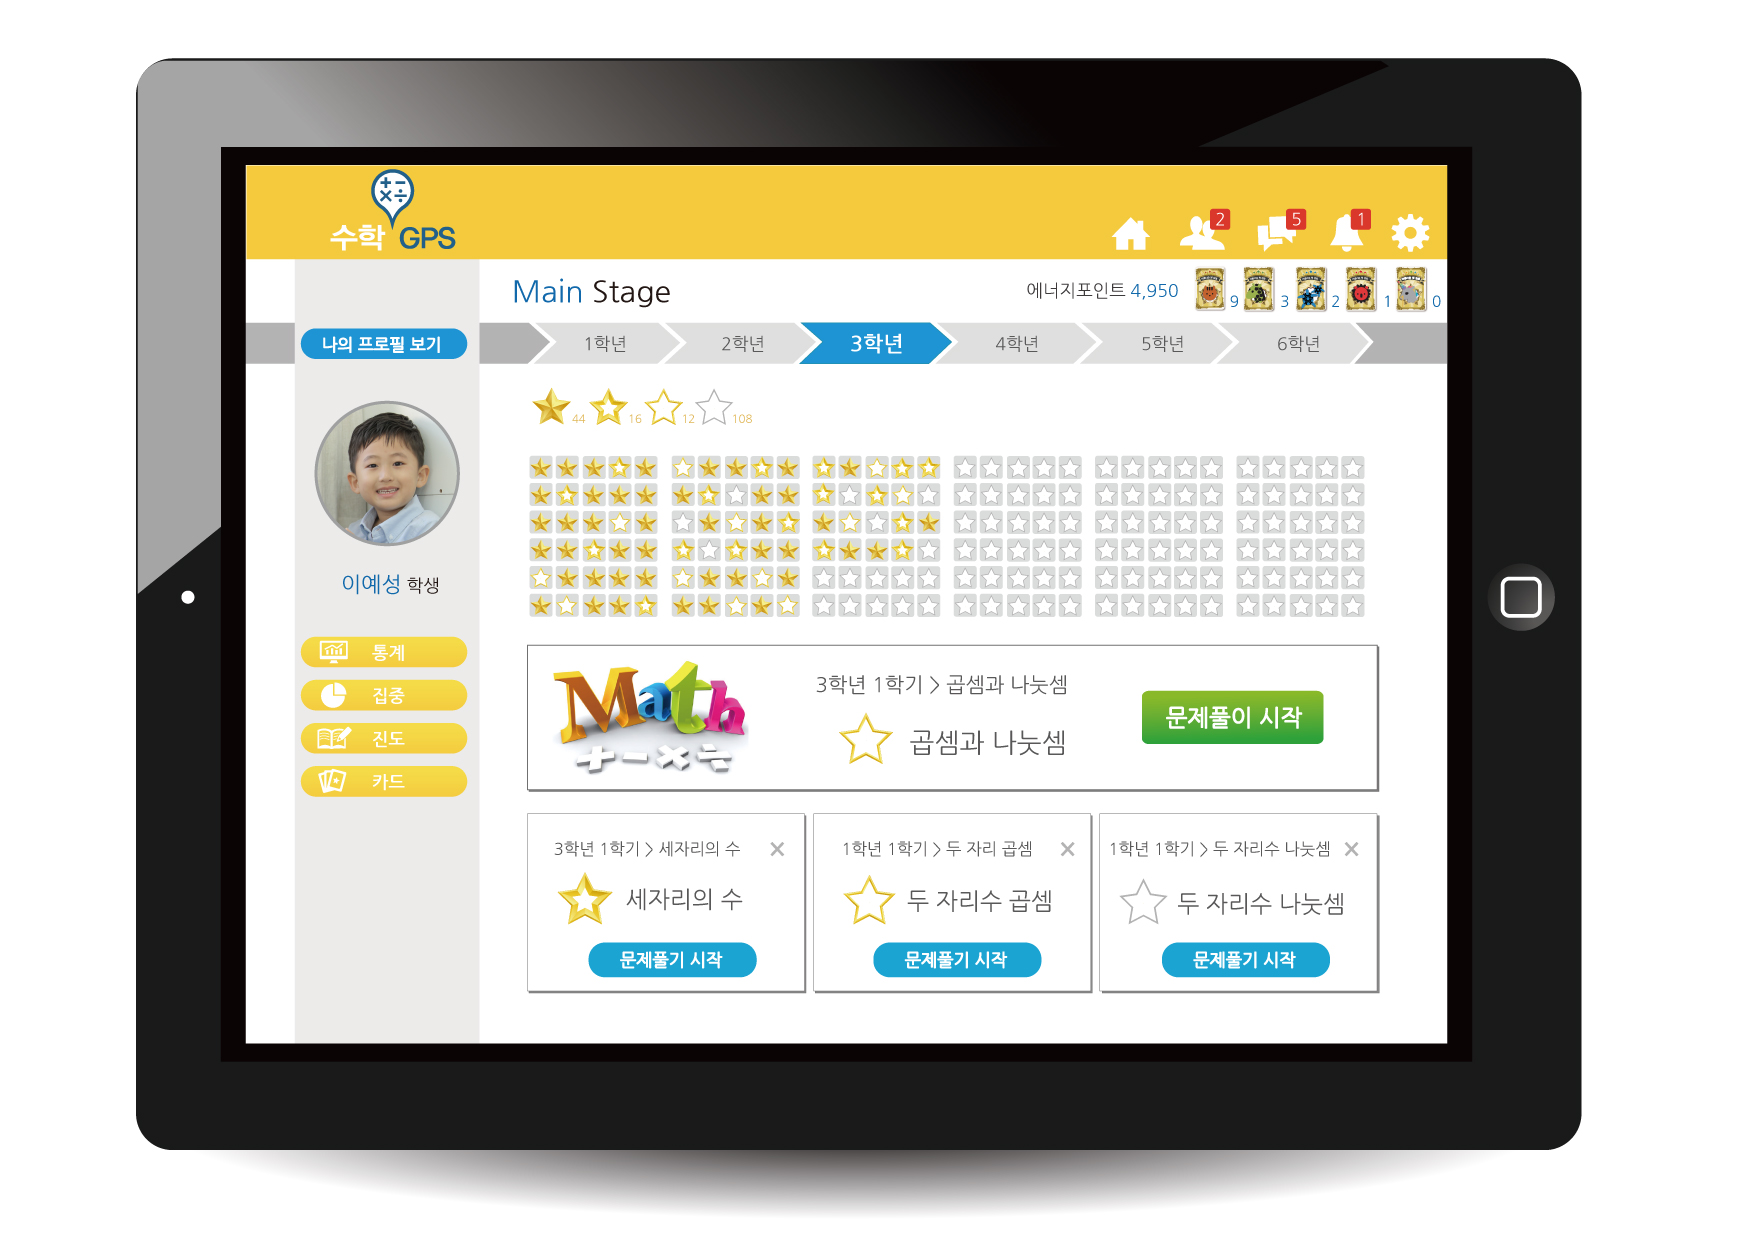 수학 GPS
2 5 1
Main Stage
에너지포인트 4,950 9 3 2 1 0
나의 프로필 보기
1학년 2학년 3학년 4학년 5학년 6학년
44 16 12 108
이예성 학생
통계
집중
진도
카드
Math
3학년 1학기 > 곱셈과 나눗셈
곱셈과 나눗셈
문제풀이 시작
3학년 1학기 > 세자리의 수 ×
세자리의 수
문제풀기 시작
1학년 1학기 > 두 자리 곱셈 ×
두 자리수 곱셈
문제풀기 시작
1학년 1학기 > 두 자리수 나눗셈 ×
두 자리수 나눗셈
문제풀기 시작